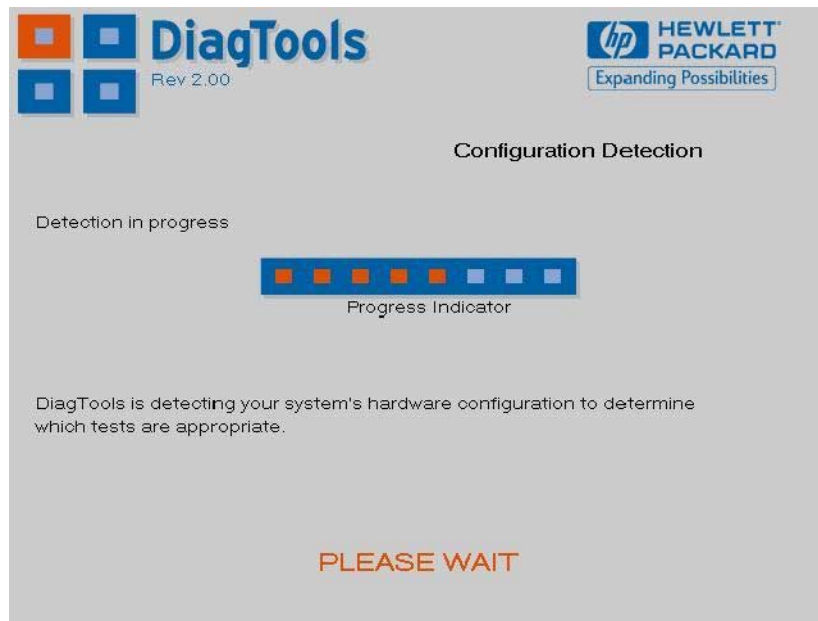 DiagTools
Rev 2.00
hp HEWLETT
PACKARD
Expanding Possibilities
Configuration Detection
Detection in progress
Progress Indicator
DiagTools is detecting your system's hardware configuration to determine
which tests are appropriate.
PLEASE WAIT